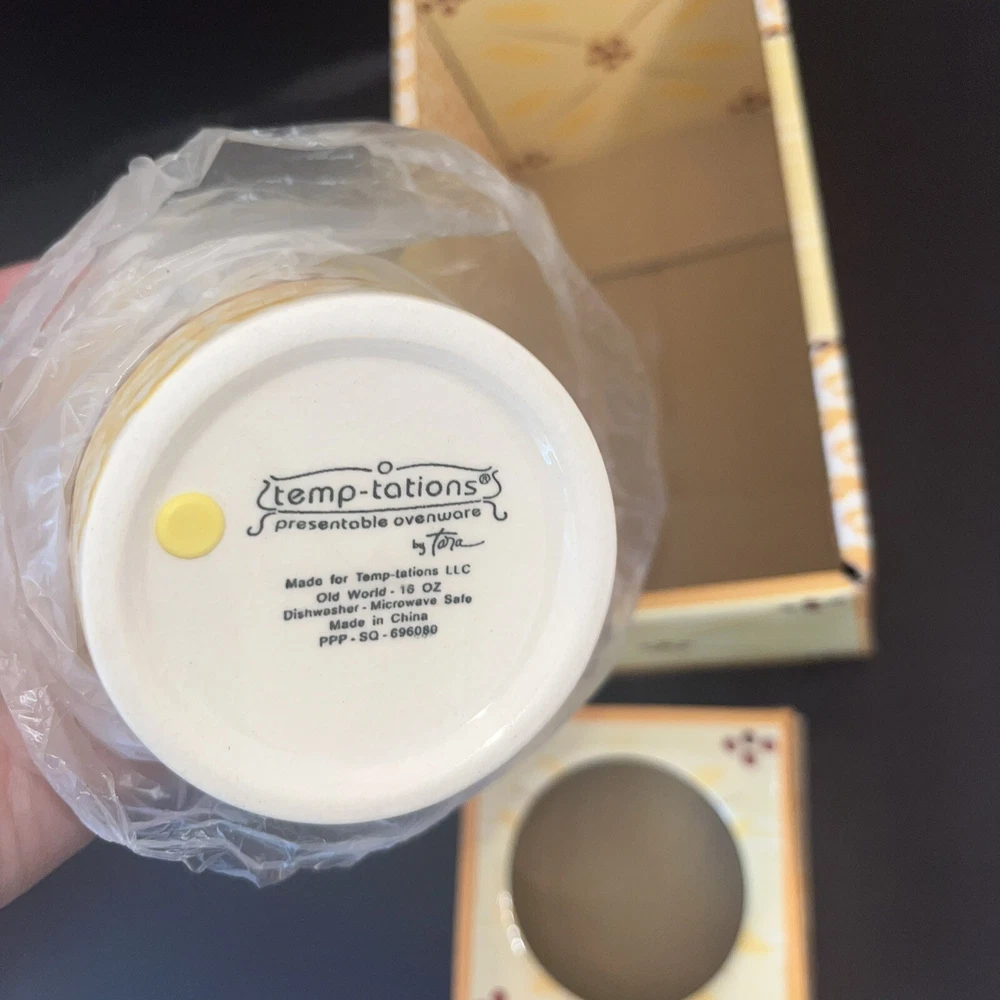 temp-tations®
presentable ovenware
by Tara
Made for Temp-tations LLC
Old World - 16 OZ
Dishwasher - Microwave Safe
Made in China
PPP - SQ - 696080